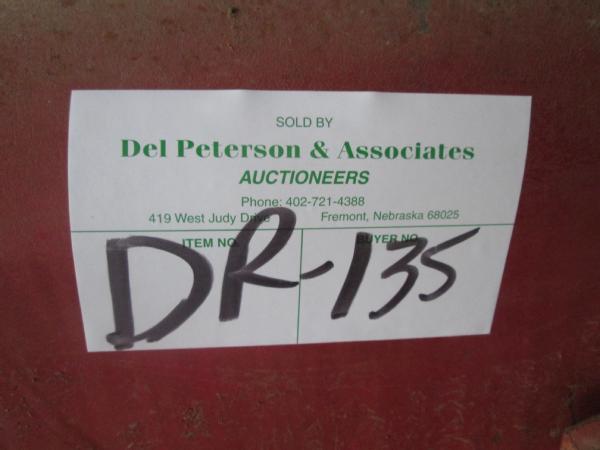 SOLD BY
Del Peterson & Associates
AUCTIONEERS
Phone: 402-721-4388
419 West Judy Drive Fremont, Nebraska 68025
ITEM NO. BUYER NO.
DR-135